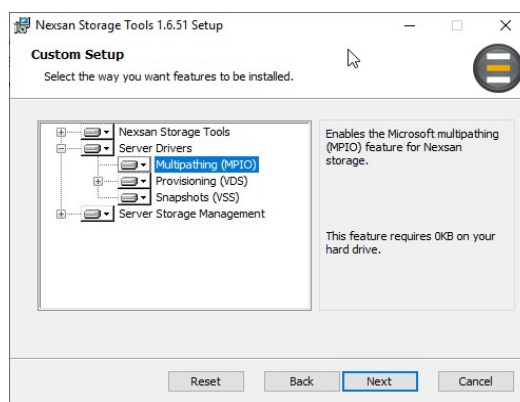 Nexsan Storage Tools 1.6.51 Setup
Custom Setup
Select the way you want features to be installed.
Nexsan Storage Tools
Server Drivers
Multipathing (MPIO)
Provisioning (VDS)
Snapshots (VSS)
Server Storage Management
Enables the Microsoft multipathing
(MPIO) feature for Nexsan
storage.
This feature requires 0KB on your
hard drive.
Reset
Back
Next
Cancel